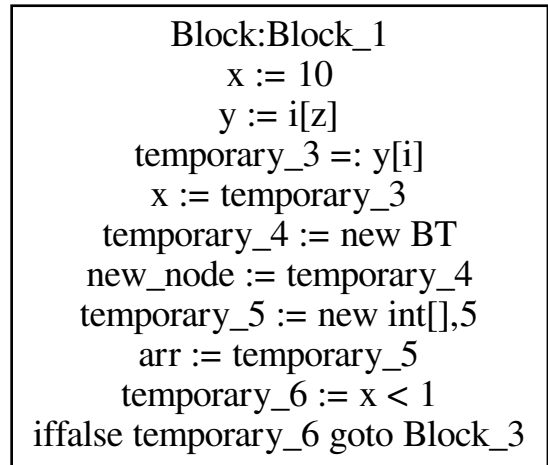 Block:Block_1
x := 10
y := i[z]
temporary_3 =: y[i]
x := temporary_3
temporary_4 := new BT
new_node := temporary_4
temporary_5 := new int[],5
arr := temporary_5
temporary_6 := x < 1
iffalse temporary_6 goto Block_3